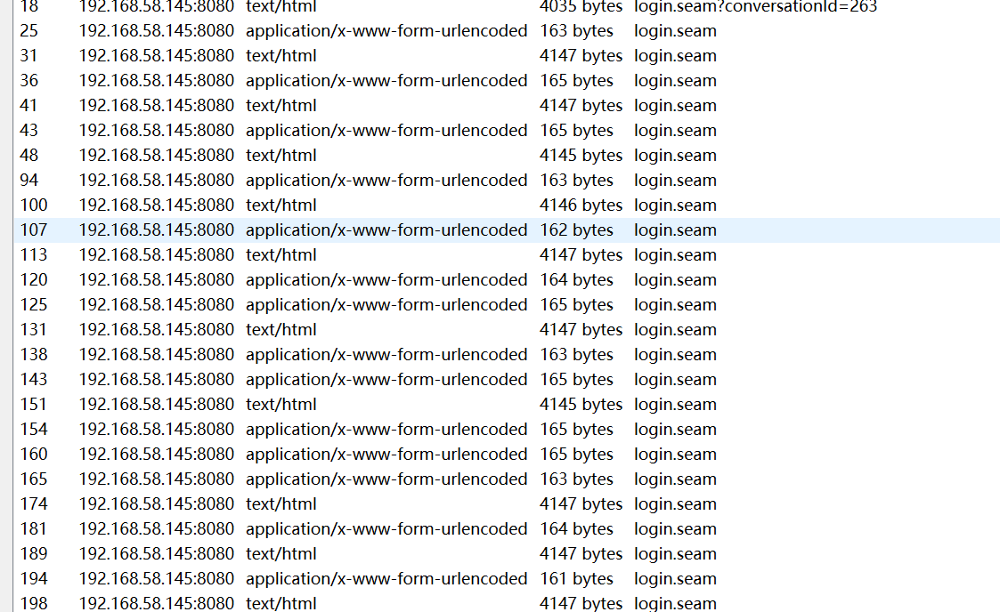 18 192.168.58.145:8080 text/html 4035 bytes login.seam?conversationId=263
25 192.168.58.145:8080 application/x-www-form-urlencoded 163 bytes login.seam
31 192.168.58.145:8080 text/html 4147 bytes login.seam
36 192.168.58.145:8080 application/x-www-form-urlencoded 165 bytes login.seam
41 192.168.58.145:8080 text/html 4147 bytes login.seam
43 192.168.58.145:8080 application/x-www-form-urlencoded 165 bytes login.seam
48 192.168.58.145:8080 text/html 4145 bytes login.seam
94 192.168.58.145:8080 application/x-www-form-urlencoded 163 bytes login.seam
100 192.168.58.145:8080 text/html 4146 bytes login.seam
107 192.168.58.145:8080 application/x-www-form-urlencoded 162 bytes login.seam
113 192.168.58.145:8080 text/html 4147 bytes login.seam
120 192.168.58.145:8080 application/x-www-form-urlencoded 164 bytes login.seam
125 192.168.58.145:8080 application/x-www-form-urlencoded 165 bytes login.seam
131 192.168.58.145:8080 text/html 4147 bytes login.seam
138 192.168.58.145:8080 application/x-www-form-urlencoded 163 bytes login.seam
143 192.168.58.145:8080 application/x-www-form-urlencoded 165 bytes login.seam
151 192.168.58.145:8080 text/html 4145 bytes login.seam
154 192.168.58.145:8080 application/x-www-form-urlencoded 165 bytes login.seam
160 192.168.58.145:8080 application/x-www-form-urlencoded 165 bytes login.seam
165 192.168.58.145:8080 application/x-www-form-urlencoded 163 bytes login.seam
174 192.168.58.145:8080 text/html 4147 bytes login.seam
181 192.168.58.145:8080 application/x-www-form-urlencoded 164 bytes login.seam
189 192.168.58.145:8080 text/html 4147 bytes login.seam
194 192.168.58.145:8080 application/x-www-form-urlencoded 161 bytes login.seam
198 192.168.58.145:8080 text/html 4147 bytes login.seam